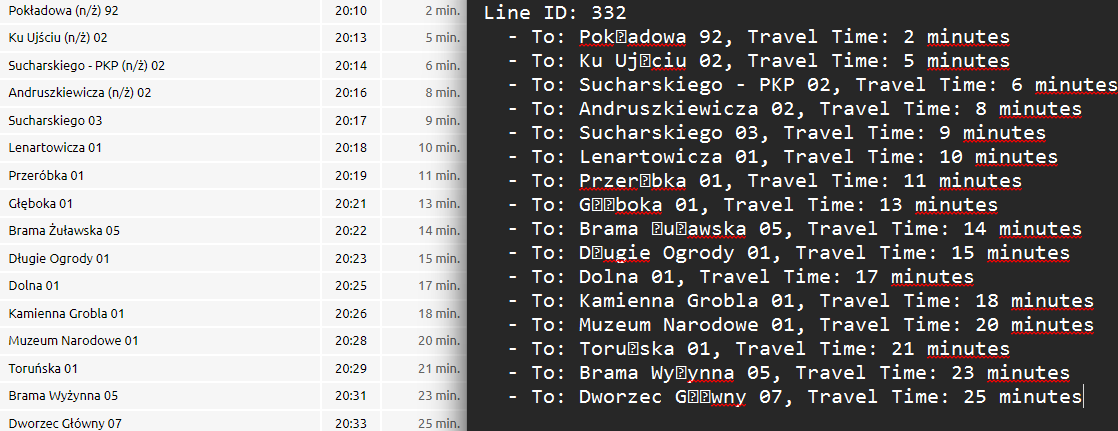 Pokładowa (n/ż) 92 20:10 2 min.
Ku Ujściu (n/ż) 02 20:13 5 min.
Sucharskiego - PKP (n/ż) 02 20:14 6 min.
Andruszkiewicza (n/ż) 02 20:16 8 min.
Sucharskiego 03 20:17 9 min.
Lenartowicza 01 20:18 10 min.
Przeróbka 01 20:19 11 min.
Głęboka 01 20:21 13 min.
Brama Żuławska 05 20:22 14 min.
Długie Ogrody 01 20:23 15 min.
Dolna 01 20:25 17 min.
Kamienna Grobla 01 20:26 18 min.
Muzeum Narodowe 01 20:28 20 min.
Toruńska 01 20:29 21 min.
Brama Wyżynna 05 20:31 23 min.
Dworzec Główny 07 20:33 25 min.
Line ID: 332
- To: Pok�adowa 92, Travel Time: 2 minutes
- To: Ku Uj�ciu 02, Travel Time: 5 minutes
- To: Sucharskiego - PKP 02, Travel Time: 6 minutes
- To: Andruszkiewicza 02, Travel Time: 8 minutes
- To: Sucharskiego 03, Travel Time: 9 minutes
- To: Lenartowicza 01, Travel Time: 10 minutes
- To: Przer�bka 01, Travel Time: 11 minutes
- To: G��boka 01, Travel Time: 13 minutes
- To: Brama �u�awska 05, Travel Time: 14 minutes
- To: D�ugie Ogrody 01, Travel Time: 15 minutes
- To: Dolna 01, Travel Time: 17 minutes
- To: Kamienna Grobla 01, Travel Time: 18 minutes
- To: Muzeum Narodowe 01, Travel Time: 20 minutes
- To: Toru�ska 01, Travel Time: 21 minutes
- To: Brama Wy�ynna 05, Travel Time: 23 minutes
- To: Dworzec G��wny 07, Travel Time: 25 minutes